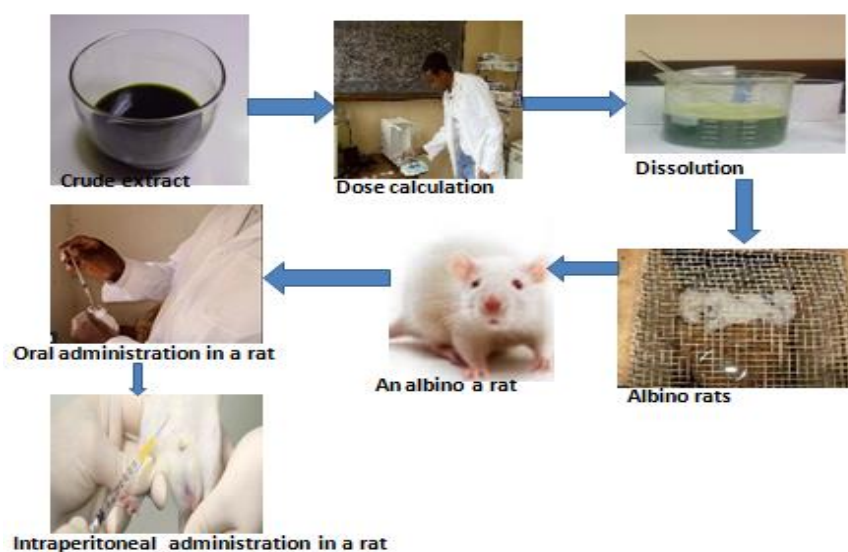 Crude extract
Dose calculation
Dissolution
Albino rats
An albino a rat
Oral administration in a rat
Intraperitoneal administration in a rat